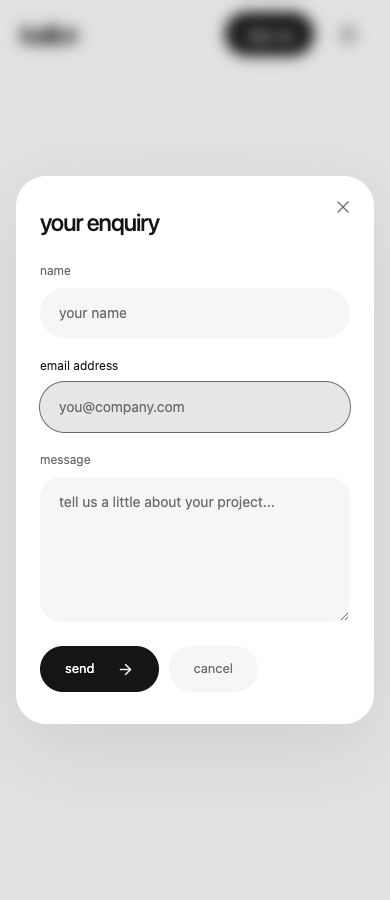 your enquiry
name
your name
email address
you@company.com
message
tell us a little about your project...
send
cancel